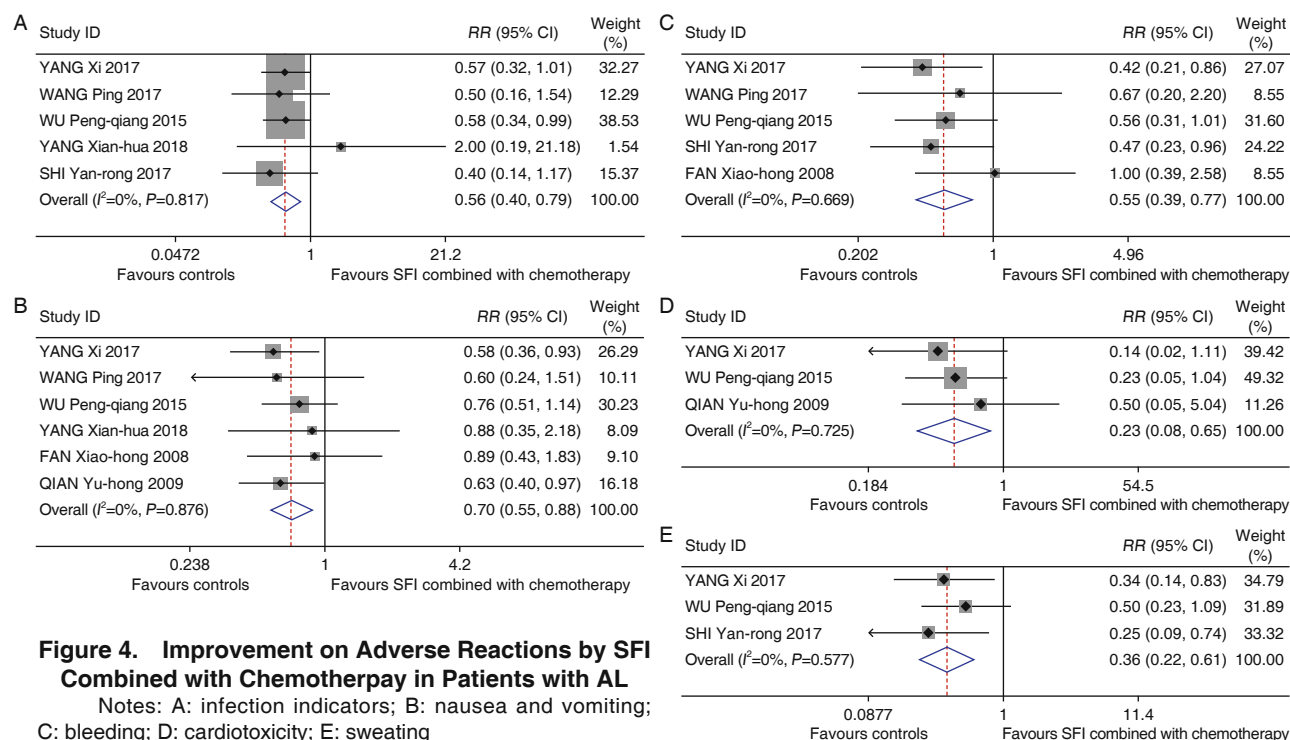 A
Study ID RR (95% CI) Weight (%)
YANG Xi 2017 0.57 (0.32, 1.01) 32.27
WANG Ping 2017 0.50 (0.16, 1.54) 12.29
WU Peng-qiang 2015 0.58 (0.34, 0.99) 38.53
YANG Xian-hua 2018 2.00 (0.19, 21.18) 1.54
SHI Yan-rong 2017 0.40 (0.14, 1.17) 15.37
Overall (I²=0%, P=0.817) 0.56 (0.40, 0.79) 100.00
0.0472 1 21.2
Favours controls Favours SFI combined with chemotherapy
B
Study ID RR (95% CI) Weight (%)
YANG Xi 2017 0.58 (0.36, 0.93) 26.29
WANG Ping 2017 0.60 (0.24, 1.51) 10.11
WU Peng-qiang 2015 0.76 (0.51, 1.14) 30.23
YANG Xian-hua 2018 0.88 (0.35, 2.18) 8.09
FAN Xiao-hong 2008 0.89 (0.43, 1.83) 9.10
QIAN Yu-hong 2009 0.63 (0.40, 0.97) 16.18
Overall (I²=0%, P=0.876) 0.70 (0.55, 0.88) 100.00
0.238 1 4.2
Favours controls Favours SFI combined with chemotherapy
C
Study ID RR (95% CI) Weight (%)
YANG Xi 2017 0.42 (0.21, 0.86) 27.07
WANG Ping 2017 0.67 (0.20, 2.20) 8.55
WU Peng-qiang 2015 0.56 (0.31, 1.01) 31.60
SHI Yan-rong 2017 0.47 (0.23, 0.96) 24.22
FAN Xiao-hong 2008 1.00 (0.39, 2.58) 8.55
Overall (I²=0%, P=0.669) 0.55 (0.39, 0.77) 100.00
0.202 1 4.96
Favours controls Favours SFI combined with chemotherapy
D
Study ID RR (95% CI) Weight (%)
YANG Xi 2017 0.14 (0.02, 1.11) 39.42
WU Peng-qiang 2015 0.23 (0.05, 1.04) 49.32
QIAN Yu-hong 2009 0.50 (0.05, 5.04) 11.26
Overall (I²=0%, P=0.725) 0.23 (0.08, 0.65) 100.00
0.184 1 54.5
Favours controls Favours SFI combined with chemotherapy
E
Study ID RR (95% CI) Weight (%)
YANG Xi 2017 0.34 (0.14, 0.83) 34.79
WU Peng-qiang 2015 0.50 (0.23, 1.09) 31.89
SHI Yan-rong 2017 0.25 (0.09, 0.74) 33.32
Overall (I²=0%, P=0.577) 0.36 (0.22, 0.61) 100.00
0.0877 1 11.4
Favours controls Favours SFI combined with chemotherapy
Figure 4. Improvement on Adverse Reactions by SFI
Combined with Chemotherpay in Patients with AL
Notes: A: infection indicators; B: nausea and vomiting;
C: bleeding; D: cardiotoxicity; E: sweating